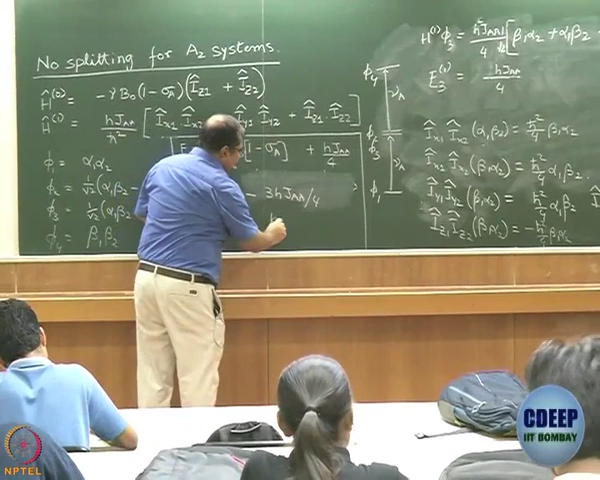 No splitting for A₂ systems.
Ĥ⁽⁰⁾ = -γB₀(1-σ_A)(Î_Z1 + Î_Z2)
Ĥ⁽¹⁾ = hJ_AA/ħ² [Î_x1 Î_x2 Î_y1 Î_y2 + Î_Z1 . Î_Z2]
1-σ_A] + hJ_AA/4
φ₁ = α₁α₂
φ₂ = 1/√2 (α₁β₂ -
- 3hJ_AA/4
φ₃ = 1/√2 (α₁β₂
φ₄ = β₁β₂
φ₄
ν_A
φ₂
φ₃
ν_A
φ₁
H⁽¹⁾φ₃ = [β₁α₂ + α₁β₂
E₃⁽¹⁾ = hJ_AA/4
Î_x1 Î_x2 (α₁β₂) = ħ²/4 β₁α₂
Î_x1 Î_x2 (β₁α₂) = ħ²/4 α₁β₂
Î_y1 Î_y2 (β₁α₂) = ħ²/4 α₁β₂
Î_Z1 Î_Z2 (β₁α₂) = -ħ²/4 β₁α₂
CDEEP
IIT BOMBAY
NPTEL